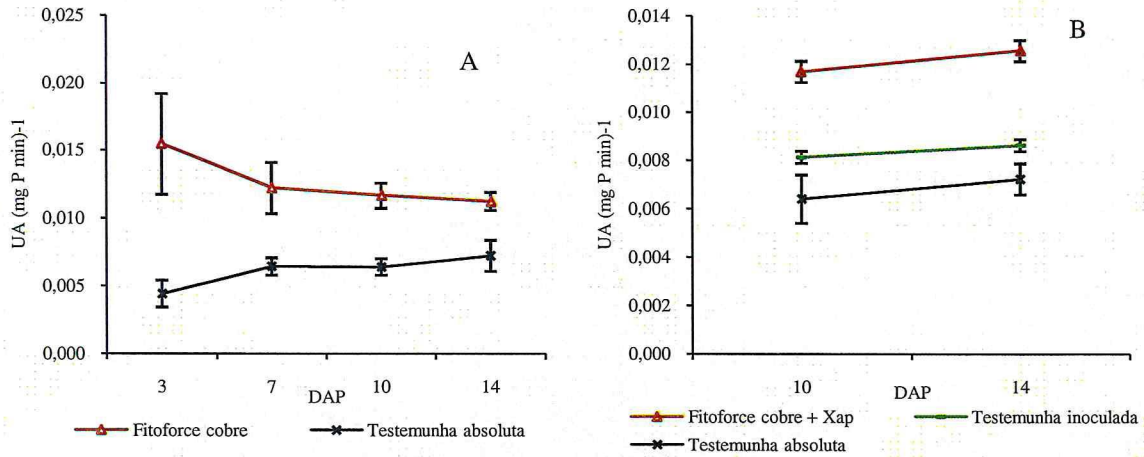 A
UA (mg P min)-1
0,025
0,020
0,015
0,010
0,005
0,000
3 7 10 14
DAP
Fitoforce cobre Testemunha absoluta
B
UA (mg P min)-1
0,014
0,012
0,010
0,008
0,006
0,004
0,002
0,000
10 14
DAP
Fitoforce cobre + Xap Testemunha inoculada
Testemunha absoluta